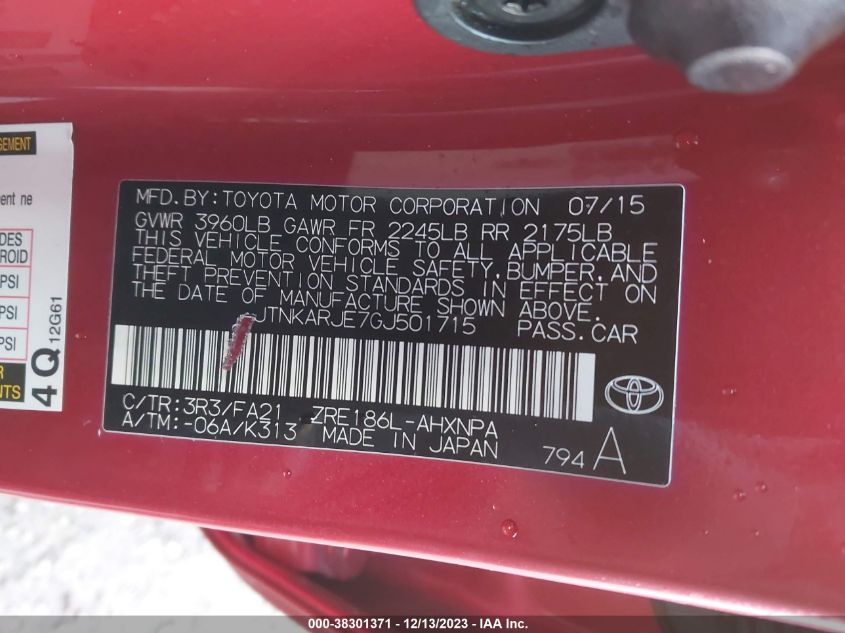 GEMENT
ent ne
DES
ROID
PSI
PSI
PSI
R
NTS
4Q 12G61
MFD.BY:TOYOTA MOTOR CORPORATION 07/15
GVWR 3960LB GAWR FR 2245LB RR 2175LB
THIS VEHICLE CONFORMS TO ALL APPLICABLE
FEDERAL MOTOR VEHICLE SAFETY,BUMPER,AND
THEFT PREVENTION STANDARDS IN EFFECT ON
THE DATE OF MANUFACTURE SHOWN ABOVE.
JTNKARJE7GJ501715 PASS.CAR
C/TR:3R3/FA21 ZRE186L-AHXNPA
A/TM:-06A/K313 MADE IN JAPAN
794 A
000-38301371 - 12/13/2023 - IAA Inc.